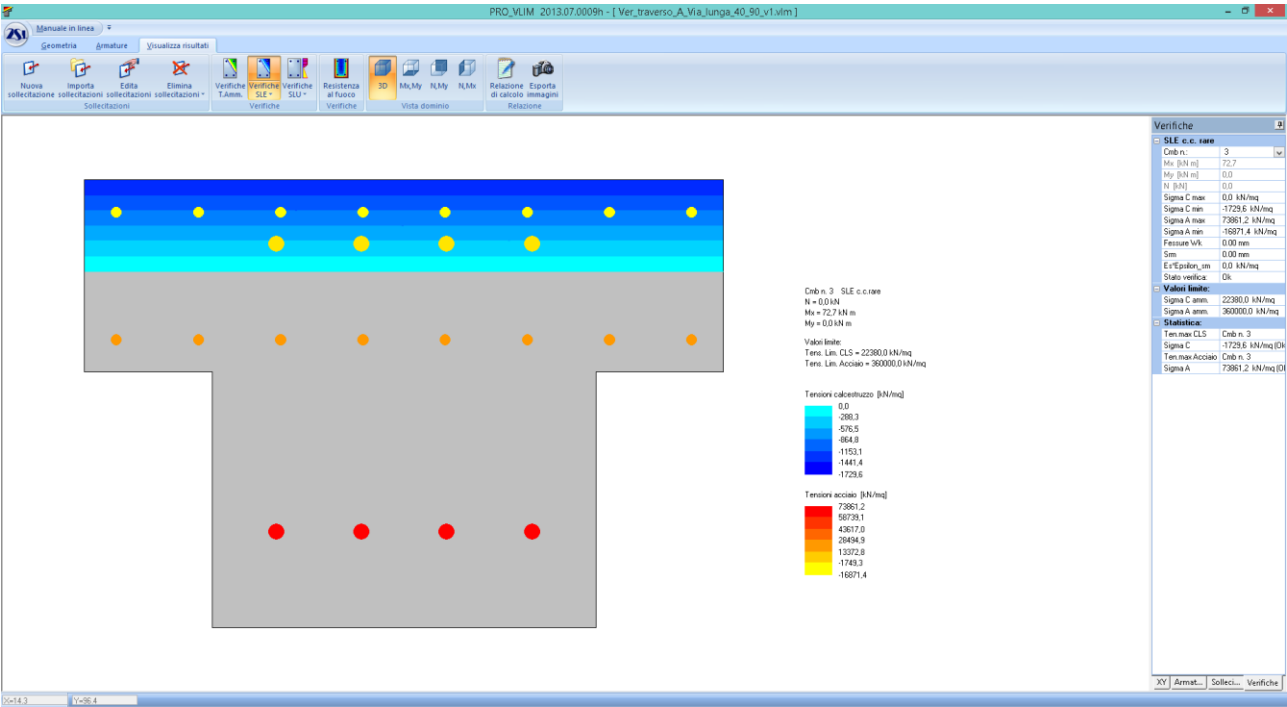 PRO_VLIM 2013.07.0009h - [ Ver_traverso_A_Via_lunga_40_90_v1.vlm ]
Manuale in linea
Geometria Armature Visualizza risultati
Nuova sollecitazione
Importa sollecitazioni
Edita sollecitazioni
Elimina sollecitazioni
Verifiche T.Amm.
Verifiche SLE
Verifiche SLU
Resistenza al fuoco
3D
Mx,My
N,My
N,Mx
Relazione di calcolo
Esporta immagini
Sollecitazioni
Verifiche
Verifiche
Vista dominio
Relazione
Cmb n. 3 SLE c.c.rare
N = 0,0 kN
Mx = 72,7 kN m
My = 0,0 kN m
Valori limite:
Tens. Lim. CLS = 22380,0 kN/mq
Tens. Lim. Acciaio = 360000,0 kN/mq
Tensioni calcestruzzo [kN/mq]
0,0
-288,3
-576,5
-864,8
-1153,1
-1441,4
-1729,6
Tensioni acciaio [kN/mq]
73861,2
58739,1
43617,0
28494,9
13372,8
-1749,3
-16871,4
Verifiche
SLE c.c. rare
Cmb n.: 3
Mx [kN m] 72,7
My [kN m] 0,0
N [kN] 0,0
Sigma C max 0,0 kN/mq
Sigma C min -1729,6 kN/mq
Sigma A max 73861,2 kN/mq
Sigma A min -16871,4 kN/mq
Fessure Wk 0.00 mm
Srm 0.00 mm
Es*Epsilon_sm 0,0 kN/mq
Stato verifica: Ok
Valori limite:
Sigma C amm. 22380,0 kN/mq
Sigma A amm. 360000,0 kN/mq
Statistica:
Ten.max CLS Cmb n. 3
Sigma C -1729,6 kN/mq (Ok
Ten.max Acciaio Cmb n. 3
Sigma A 73861,2 kN/mq (Ol
XY Armat... Solleci... Verifiche
X=14.3 Y=96.4